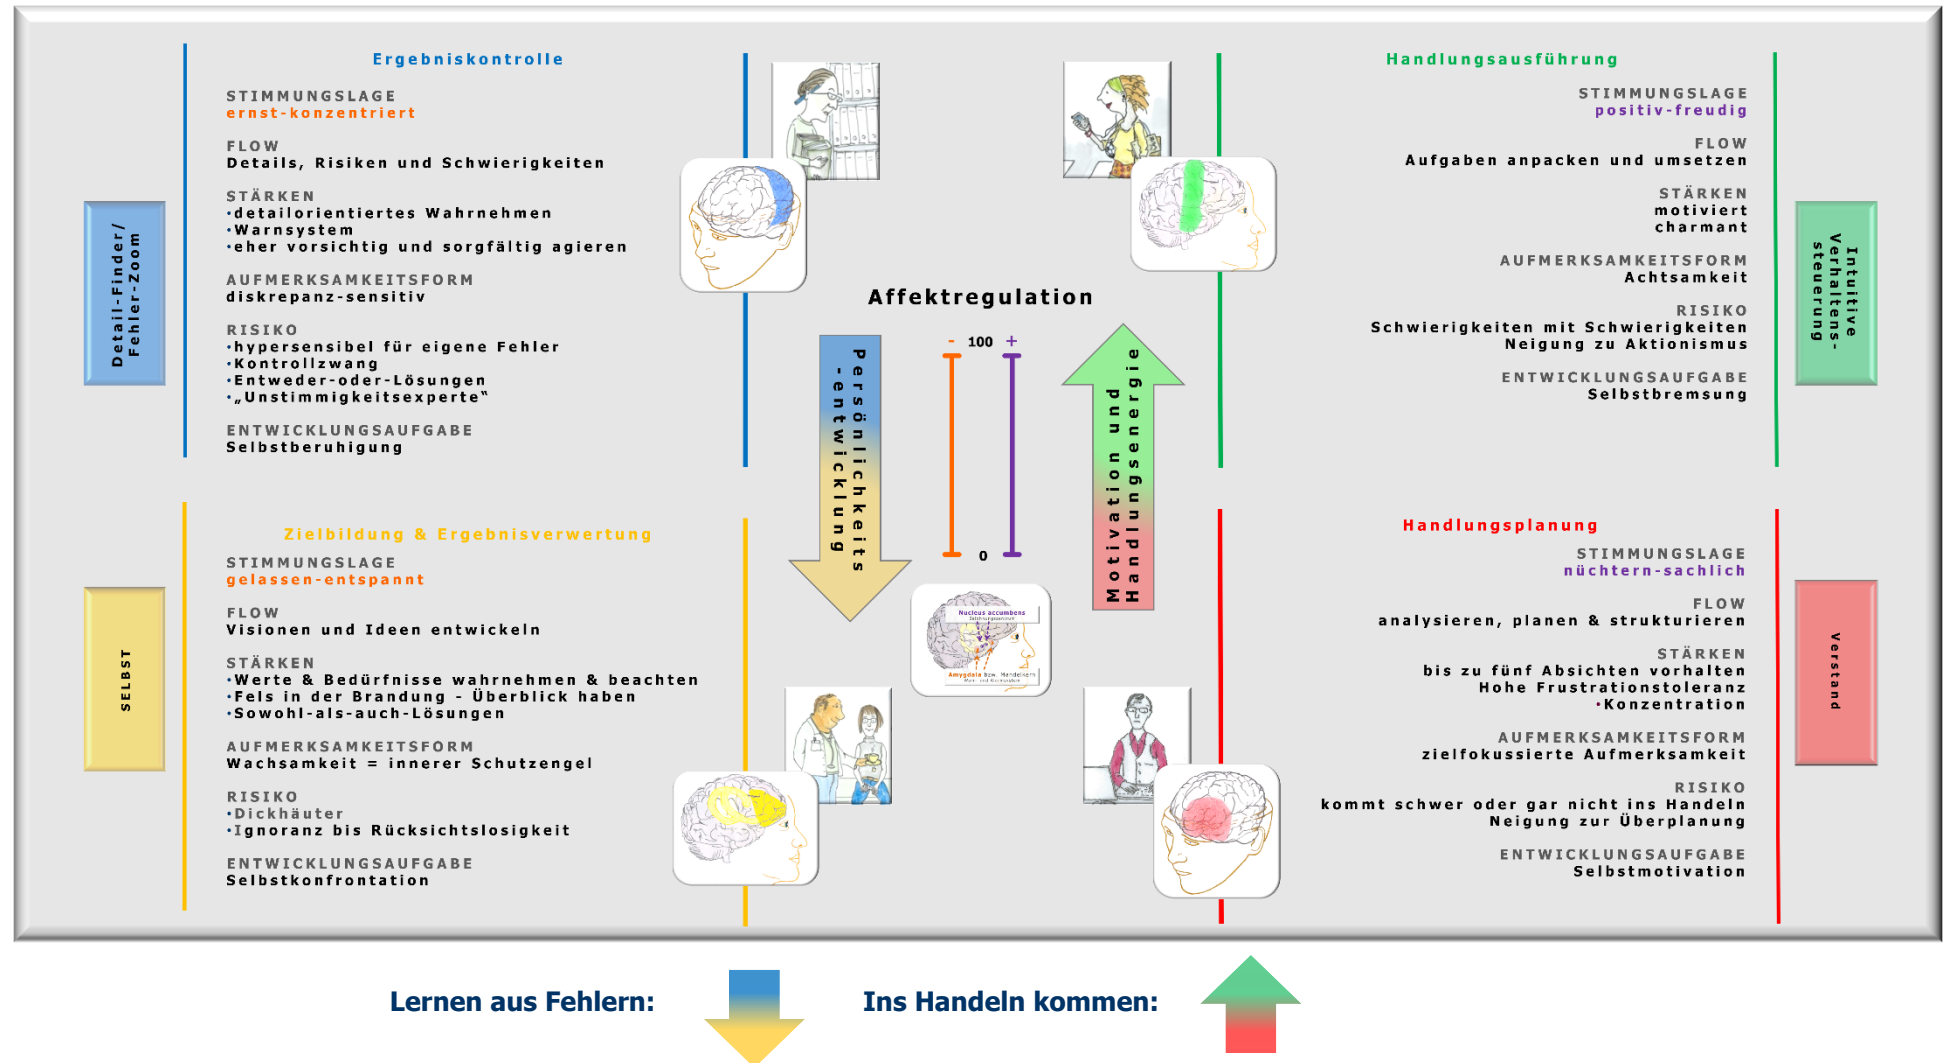 Detail-Finder/
Fehler-Zoom
Ergebniskontrolle
STIMMUNGSLAGE
ernst-konzentriert
FLOW
Details, Risiken und Schwierigkeiten
STÄRKEN
•detailorientiertes Wahrnehmen
•Warnsystem
•eher vorsichtig und sorgfältig agieren
AUFMERKSAMKEITSFORM
diskrepanz-sensitiv
RISIKO
•hypersensibel für eigene Fehler
•Kontrollzwang
•Entweder-oder-Lösungen
•„Unstimmigkeitsexperte“
ENTWICKLUNGSAUFGABE
Selbstberuhigung
SELBST
Zielbildung & Ergebnisverwertung
STIMMUNGSLAGE
gelassen-entspannt
FLOW
Visionen und Ideen entwickeln
STÄRKEN
•Werte & Bedürfnisse wahrnehmen & beachten
•Fels in der Brandung - Überblick haben
•Sowohl-als-auch-Lösungen
AUFMERKSAMKEITSFORM
Wachsamkeit = innerer Schutzengel
RISIKO
•Dickhäuter
•Ignoranz bis Rücksichtslosigkeit
ENTWICKLUNGSAUFGABE
Selbstkonfrontation
Affektregulation
Persönlichkeits
-entwicklung
- 100 +
0
Motivation und
Handlungsenergie
Nucleus accumbens
Belohnungszentrum
Amygdala bzw. Mandelkern
Handlungsausführung
STIMMUNGSLAGE
positiv-freudig
FLOW
Aufgaben anpacken und umsetzen
STÄRKEN
motiviert
charmant
AUFMERKSAMKEITSFORM
Achtsamkeit
RISIKO
Schwierigkeiten mit Schwierigkeiten
Neigung zu Aktionismus
ENTWICKLUNGSAUFGABE
Selbstbremsung
Intuitive
Verhaltens-
steuerung
Handlungsplanung
STIMMUNGSLAGE
nüchtern-sachlich
FLOW
analysieren, planen & strukturieren
STÄRKEN
bis zu fünf Absichten vorhalten
Hohe Frustrationstoleranz
•Konzentration
AUFMERKSAMKEITSFORM
zielfokussierte Aufmerksamkeit
RISIKO
kommt schwer oder gar nicht ins Handeln
Neigung zur Überplanung
ENTWICKLUNGSAUFGABE
Selbstmotivation
Verstand
Lernen aus Fehlern:
Ins Handeln kommen: